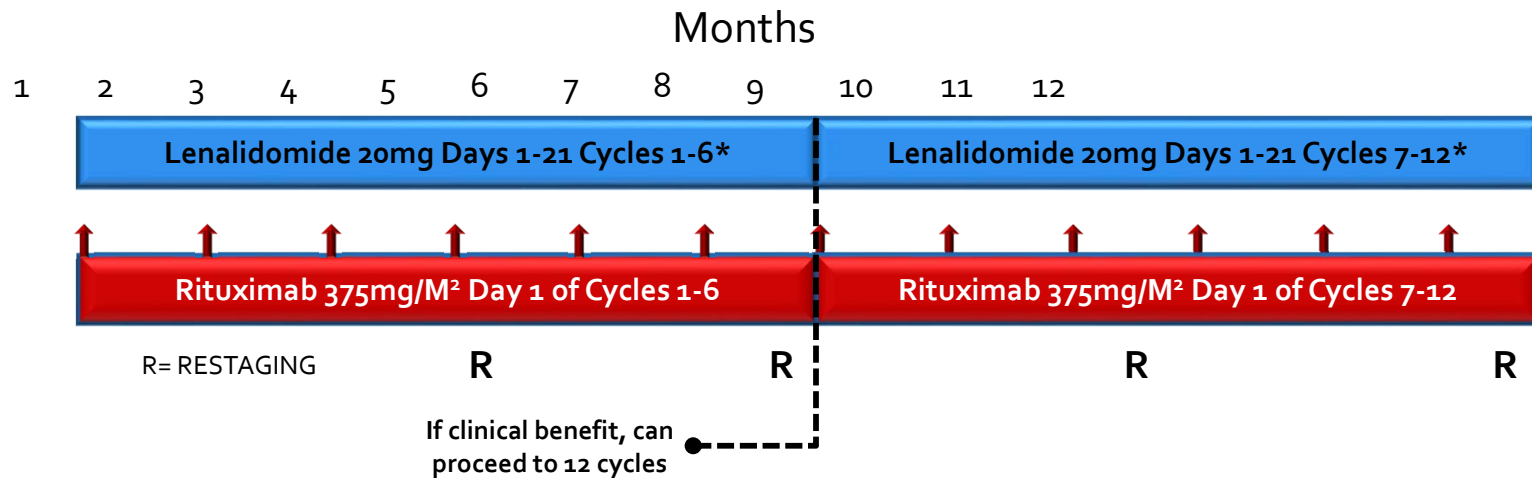 Months
1 2 3 4 5 6 7 8 9 10 11 12
Lenalidomide 20mg Days 1-21 Cycles 1-6* Lenalidomide 20mg Days 1-21 Cycles 7-12*
Rituximab 375mg/M² Day 1 of Cycles 1-6 Rituximab 375mg/M² Day 1 of Cycles 7-12
R= RESTAGING R R R R
If clinical benefit, can
proceed to 12 cycles